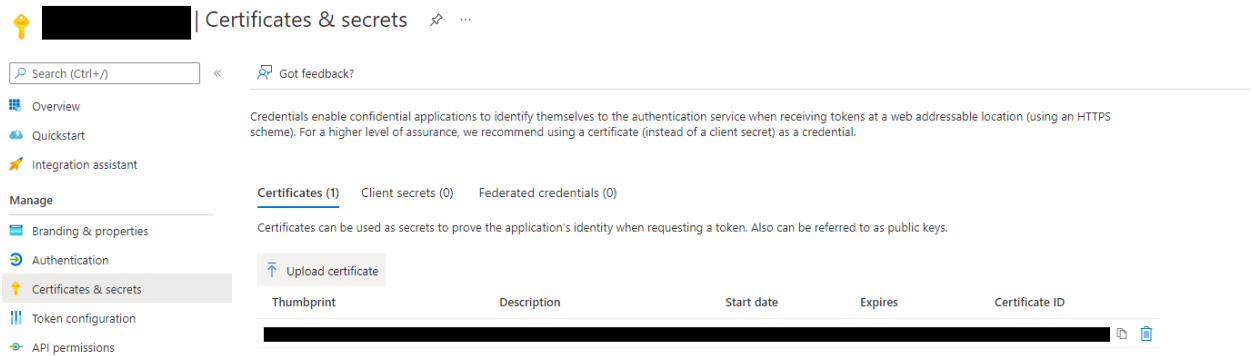 | Certificates & secrets
Search (Ctrl+/)
Got feedback?
Overview
Quickstart
Integration assistant
Manage
Branding & properties
Authentication
Certificates & secrets
Token configuration
API permissions
Credentials enable confidential applications to identify themselves to the authentication service when receiving tokens at a web addressable location (using an HTTPS
scheme). For a higher level of assurance, we recommend using a certificate (instead of a client secret) as a credential.
Certificates (1) Client secrets (0) Federated credentials (0)
Certificates can be used as secrets to prove the application's identity when requesting a token. Also can be referred to as public keys.
Upload certificate
Thumbprint Description Start date Expires Certificate ID